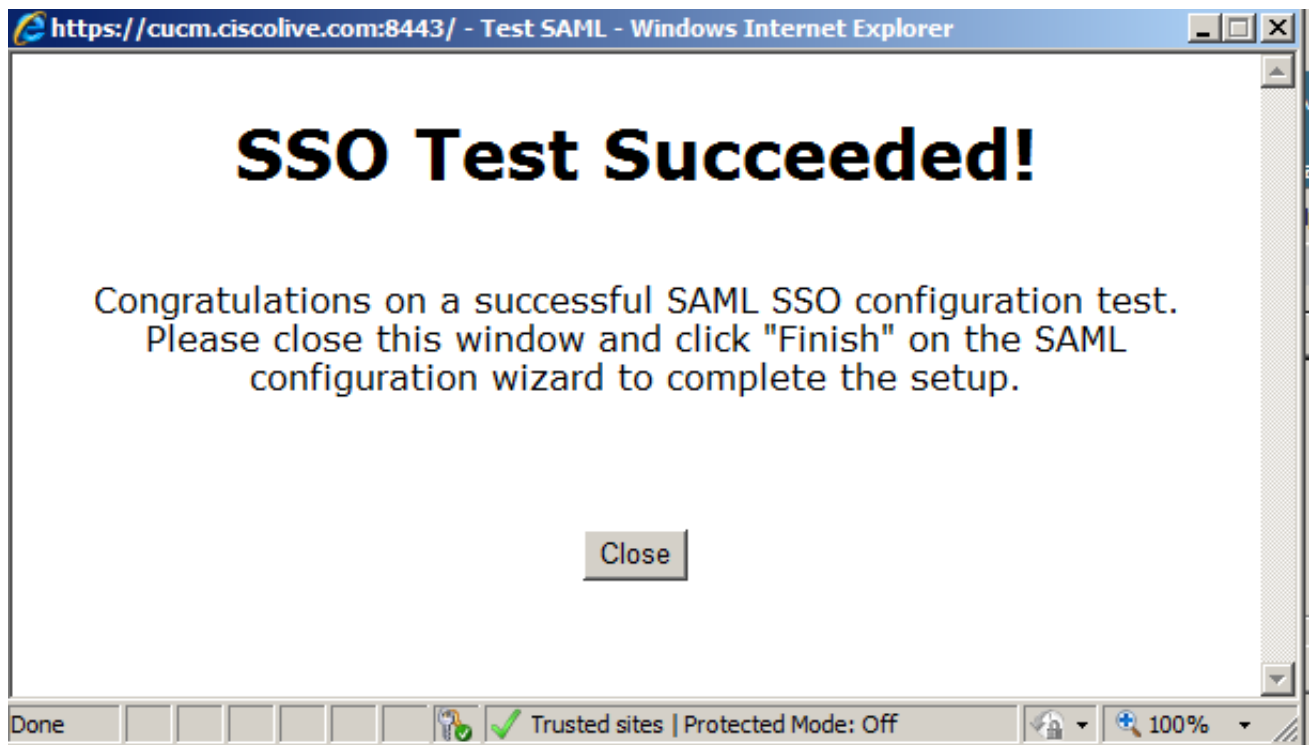 https://cucm.ciscolive.com:8443/ - Test SAML - Windows Internet Explorer
SSO Test Succeeded!
Congratulations on a successful SAML SSO configuration test.
Please close this window and click "Finish" on the SAML
configuration wizard to complete the setup.
Close
Done
Trusted sites | Protected Mode: Off
100%